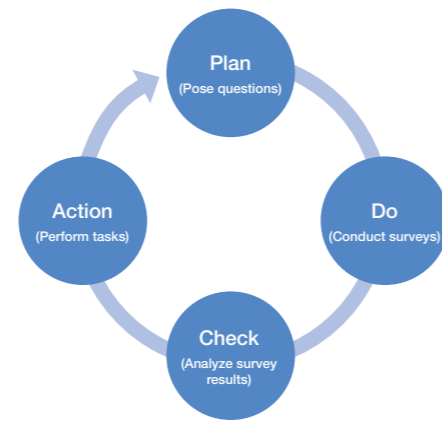 Plan
(Pose questions)
Do
(Conduct surveys)
Check
(Analyze survey
results)
Action
(Perform tasks)